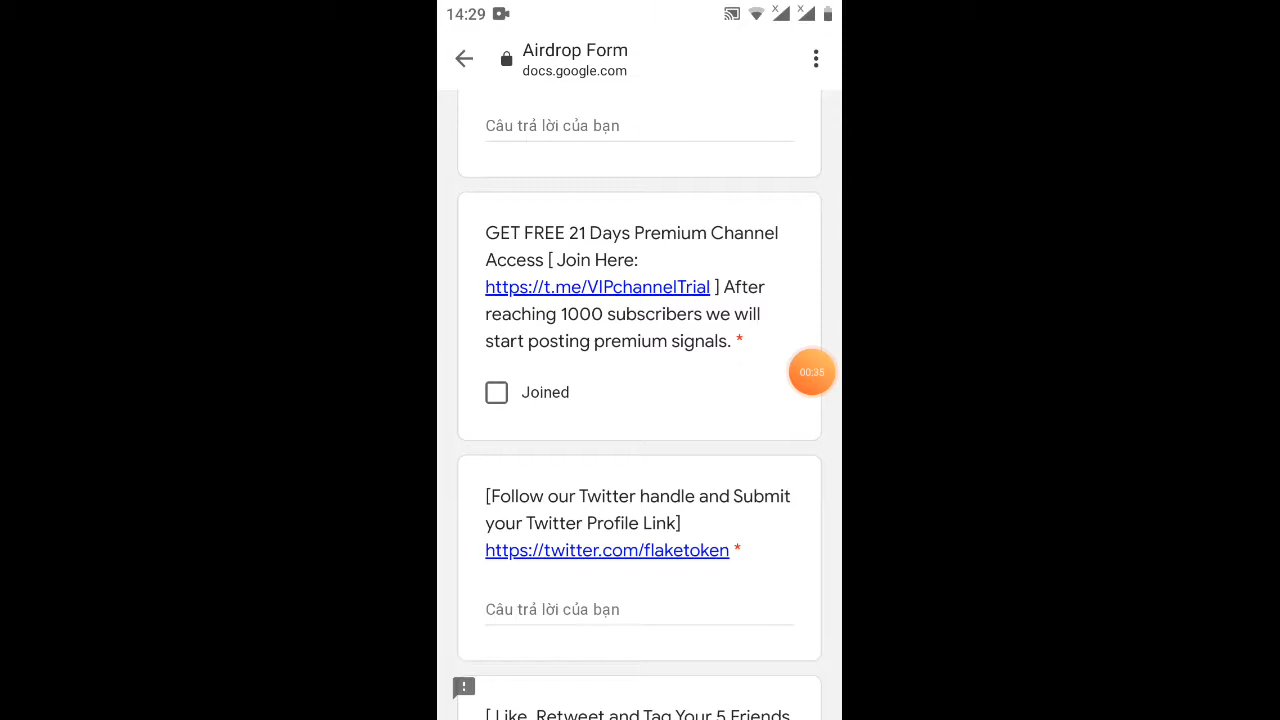 14:29
Airdrop Form
docs.google.com
Câu trả lời của bạn
GET FREE 21 Days Premium Channel
Access [ Join Here:
https://t.me/VIPchannelTrial ] After
reaching 1000 subscribers we will
start posting premium signals. *
00:35
Joined
[Follow our Twitter handle and Submit
your Twitter Profile Link]
https://twitter.com/flaketoken *
Câu trả lời của bạn
[ Like, Retweet and Tag Your 5 Friends